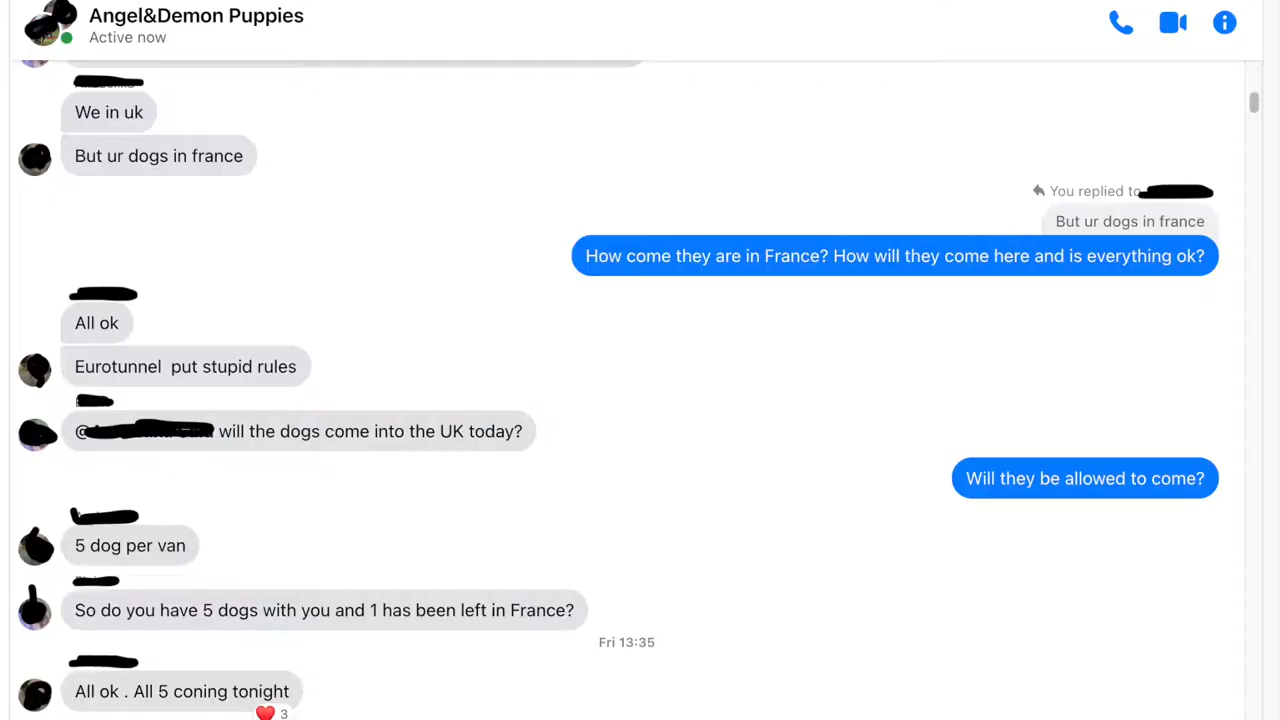 Angel&Demon Puppies
Active now
We in uk
But ur dogs in france
You replied to
But ur dogs in france
How come they are in France? How will they come here and is everything ok?
All ok
Eurotunnel  put stupid rules
@ will the dogs come into the UK today?
Will they be allowed to come?
5 dog per van
So do you have 5 dogs with you and 1 has been left in France?
Fri 13:35
All ok . All 5 coning tonight
3